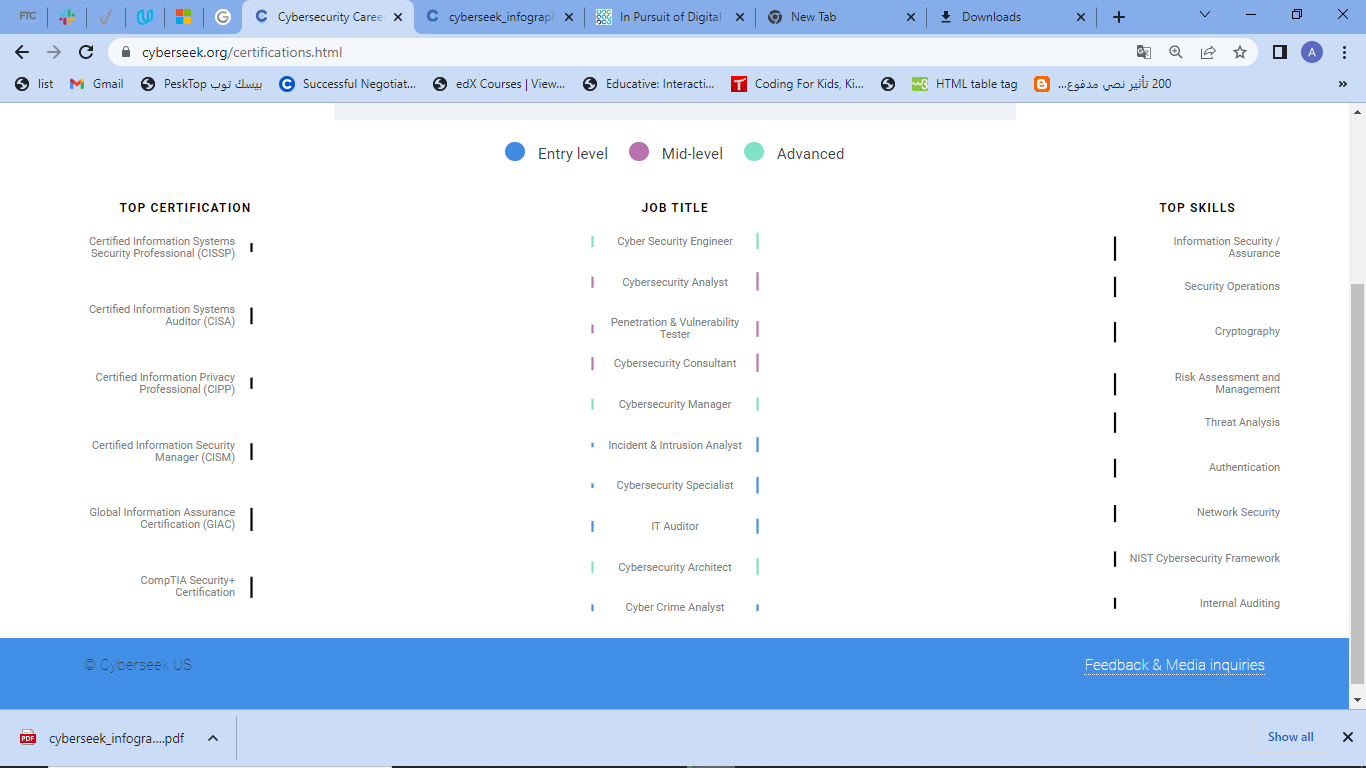 FTC
Cybersecurity Caree
cyberseek_infograph
In Pursuit of Digital
New Tab
Downloads
cyberseek.org/certifications.html
A
list
Gmail
PeskTop بيسك توب
Successful Negotiat...
edX Courses | View...
Educative: Interacti...
Coding For Kids, Ki...
HTML table tag
200 تأثير نصي مدفوع...
»
Entry level
Mid-level
Advanced
TOP CERTIFICATION
JOB TITLE
TOP SKILLS
Certified Information Systems
Security Professional (CISSP)
Certified Information Systems
Auditor (CISA)
Certified Information Privacy
Professional (CIPP)
Certified Information Security
Manager (CISM)
Global Information Assurance
Certification (GIAC)
CompTIA Security+
Certification
Cyber Security Engineer
Cybersecurity Analyst
Penetration & Vulnerability
Tester
Cybersecurity Consultant
Cybersecurity Manager
Incident & Intrusion Analyst
Cybersecurity Specialist
IT Auditor
Cybersecurity Architect
Cyber Crime Analyst
Information Security /
Assurance
Security Operations
Cryptography
Risk Assessment and
Management
Threat Analysis
Authentication
Network Security
NIST Cybersecurity Framework
Internal Auditing
© Cyberseek US
Feedback & Media inquiries
PDF
cyberseek_infogra....pdf
Show all